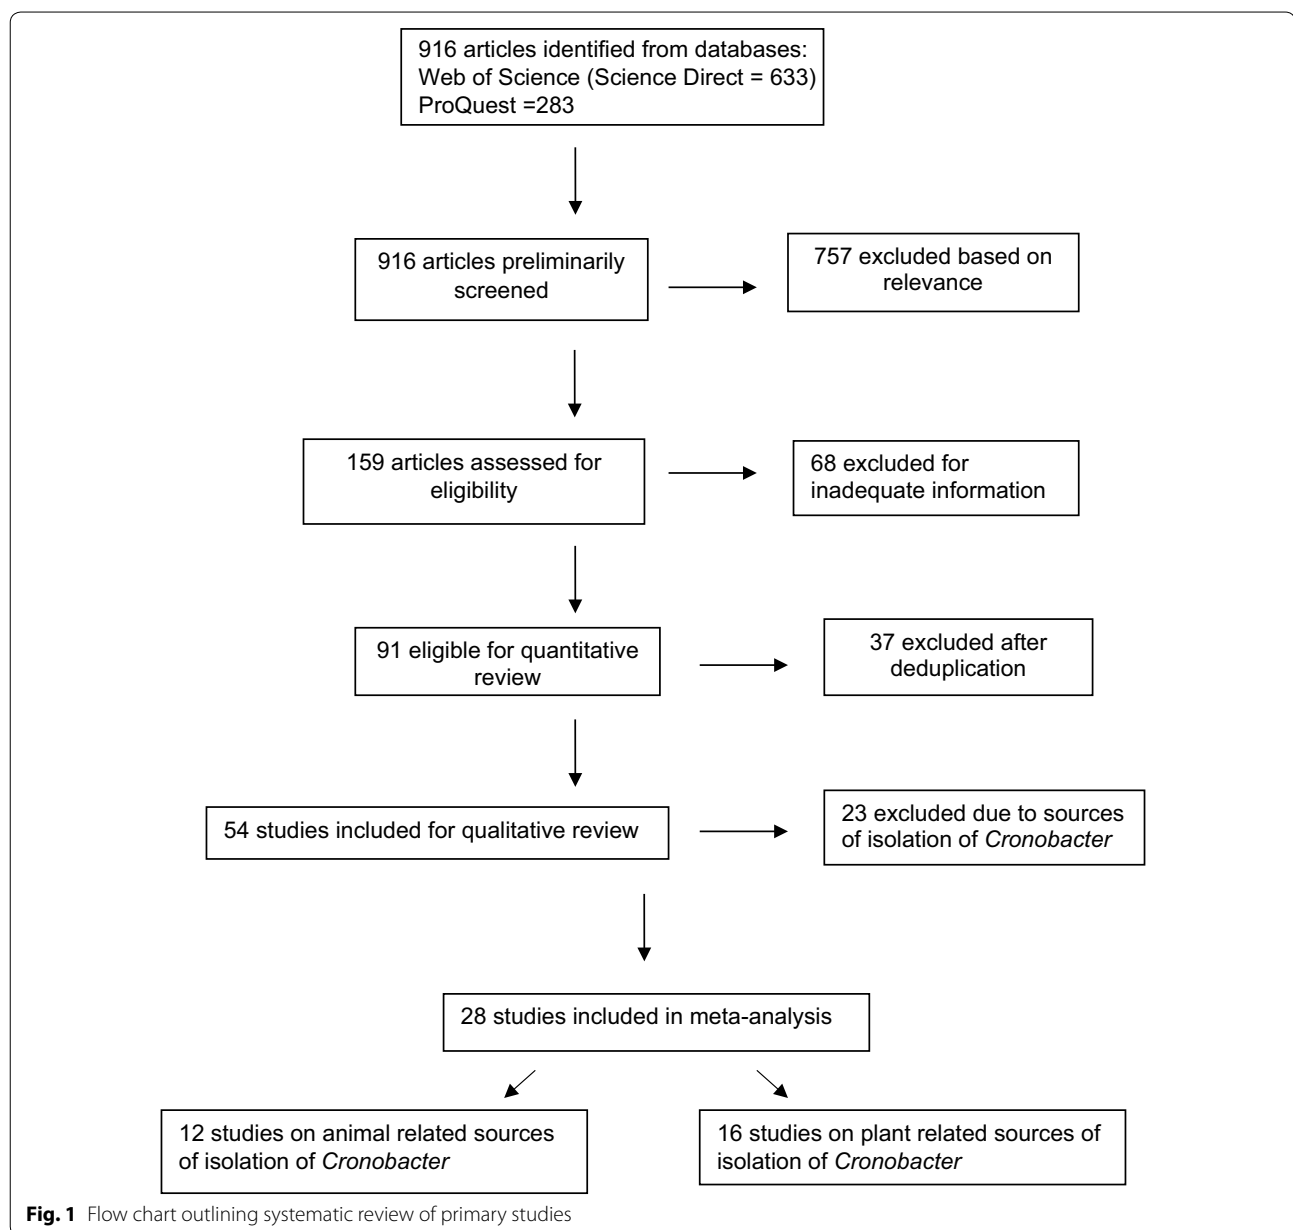 916 articles identified from databases:
Web of Science (Science Direct = 633)
ProQuest =283
916 articles preliminarily
screened
757 excluded based on
relevance
159 articles assessed for
eligibility
68 excluded for
inadequate information
91 eligible for quantitative
review
37 excluded after
deduplication
54 studies included for qualitative review
23 excluded due to sources
of isolation of Cronobacter
28 studies included in meta-analysis
12 studies on animal related sources
of isolation of Cronobacter
16 studies on plant related sources of
isolation of Cronobacter
Fig. 1 Flow chart outlining systematic review of primary studies